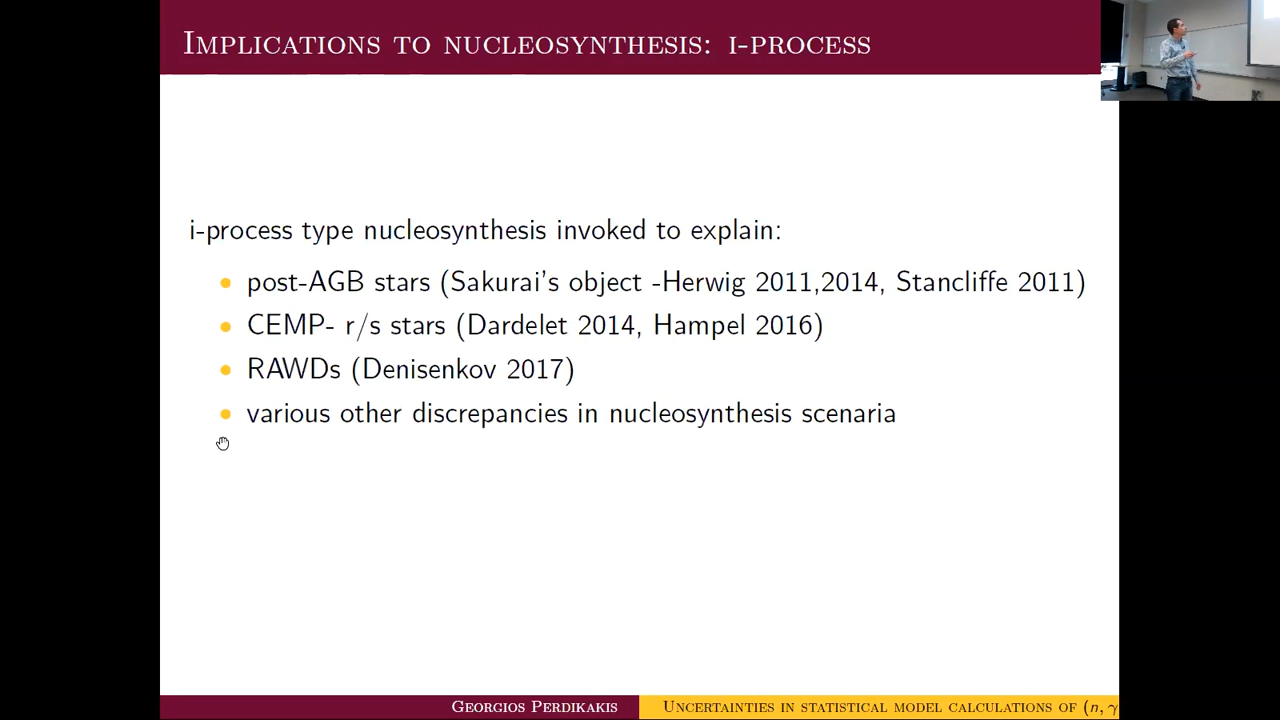 Implications to nucleosynthesis: i-process
i-process type nucleosynthesis invoked to explain:
post-AGB stars (Sakurai's object -Herwig 2011,2014, Stancliffe 2011)
CEMP- r/s stars (Dardelet 2014, Hampel 2016)
RAWDs (Denisenkov 2017)
various other discrepancies in nucleosynthesis scenaria
Georgios Perdikakis
Uncertainties in statistical model calculations of (n, γ